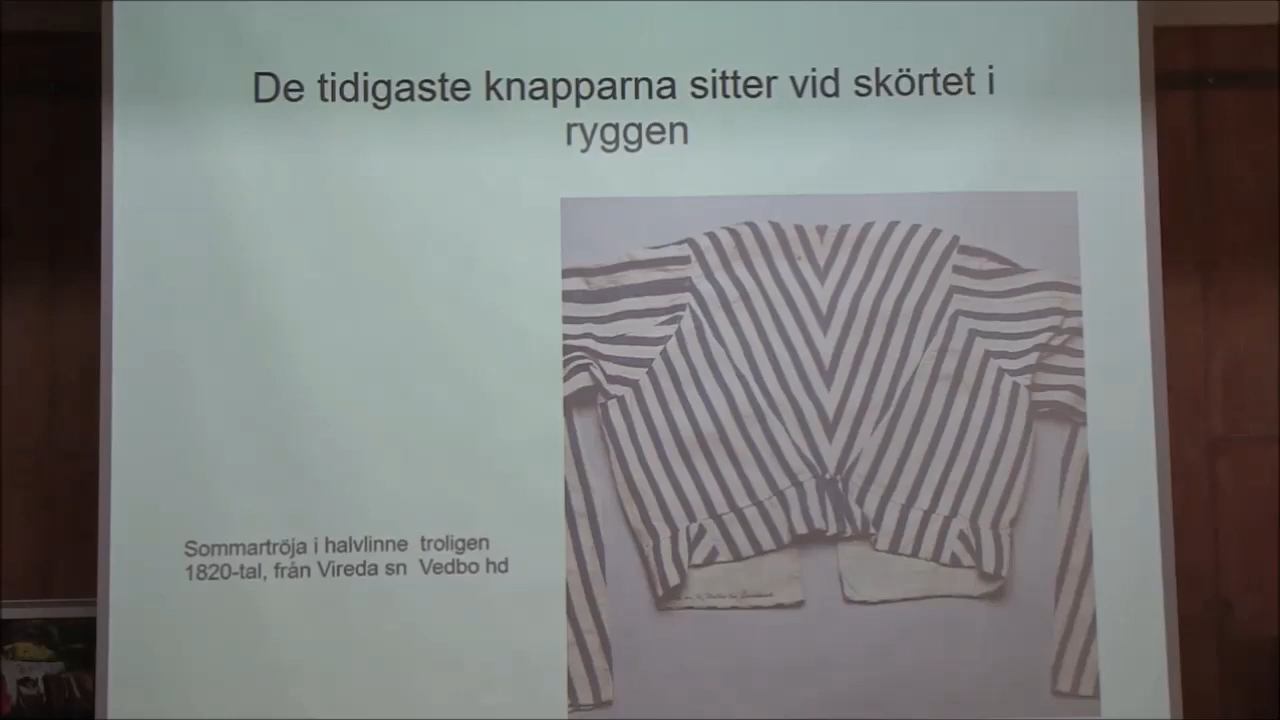 De tidigaste knapparna sitter vid skörtet i
ryggen
Sommartröja i halvlinne troligen
1820-tal, från Vireda sn Vedbo hd